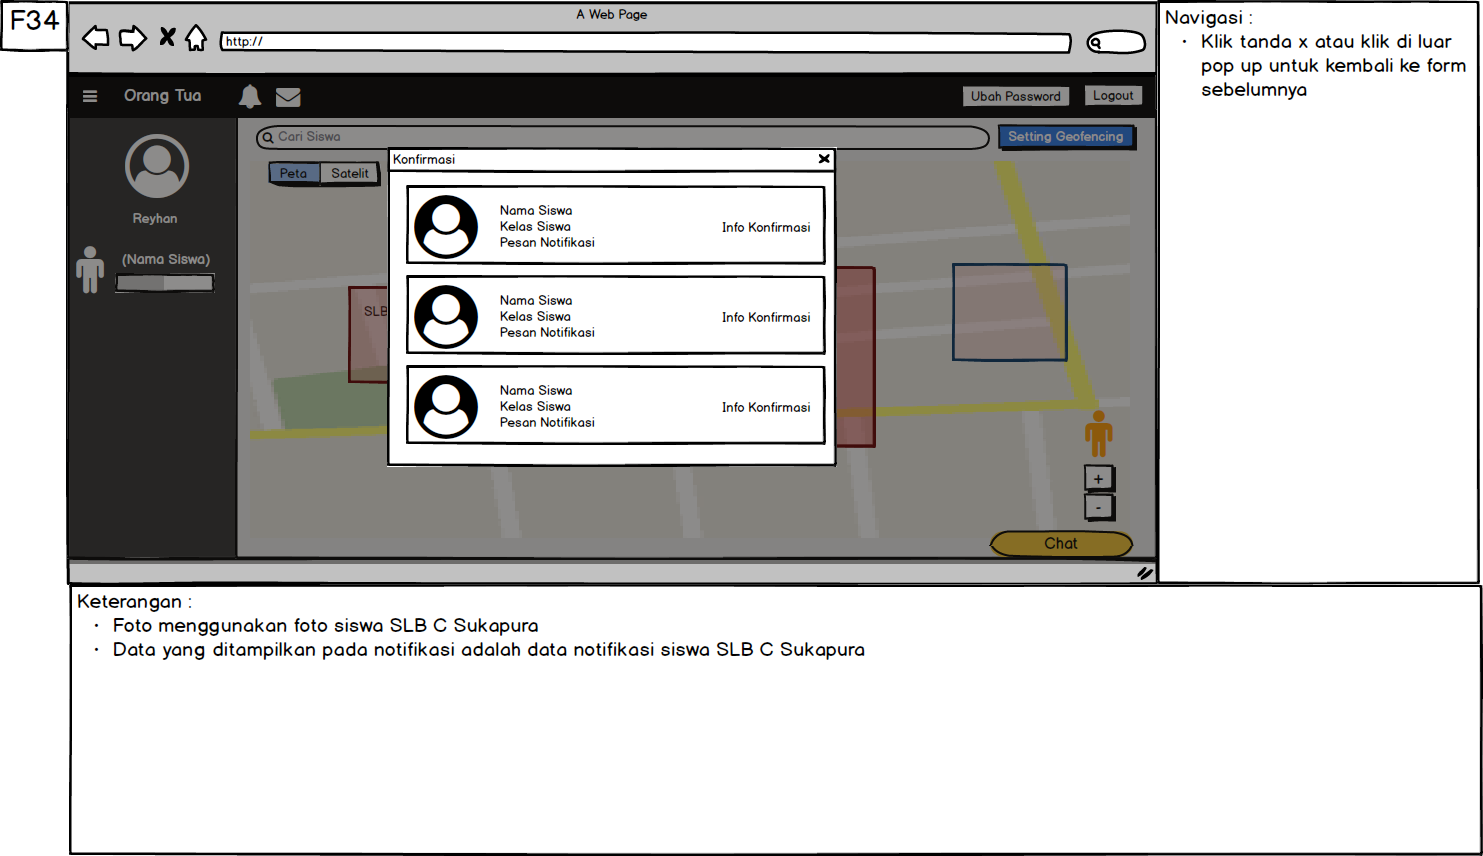 F34
A Web Page
http://
Orang Tua
Ubah Password
Logout
Reyhan
(Nama Siswa)
Cari Siswa
Setting Geofencing
Peta
Satelit
SLB
Konfirmasi
Nama Siswa
Kelas Siswa
Pesan Notifikasi
Info Konfirmasi
Nama Siswa
Kelas Siswa
Pesan Notifikasi
Info Konfirmasi
Nama Siswa
Kelas Siswa
Pesan Notifikasi
Info Konfirmasi
+
-
Chat
Navigasi :
• Klik tanda x atau klik di luar
pop up untuk kembali ke form
sebelumnya
Keterangan :
• Foto menggunakan foto siswa SLB C Sukapura
• Data yang ditampilkan pada notifikasi adalah data notifikasi siswa SLB C Sukapura